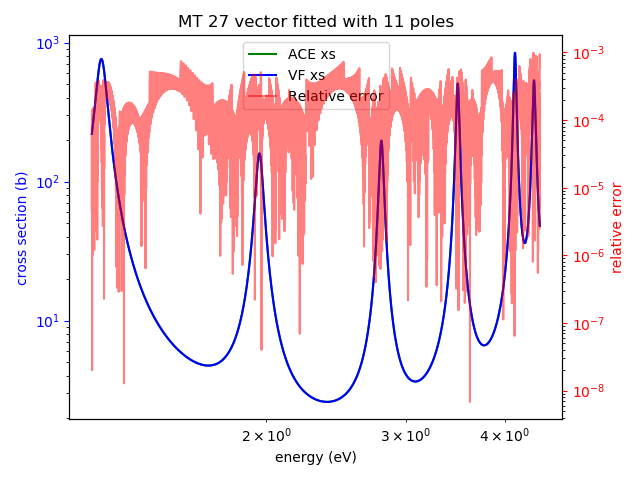 MT 27 vector fitted with 11 poles
ACE xs
VF xs
Relative error
10³
10²
10¹
cross section (b)
10⁻³
10⁻⁴
10⁻⁵
10⁻⁶
10⁻⁷
10⁻⁸
relative error
2 × 10⁰
3 × 10⁰
4 × 10⁰
energy (eV)